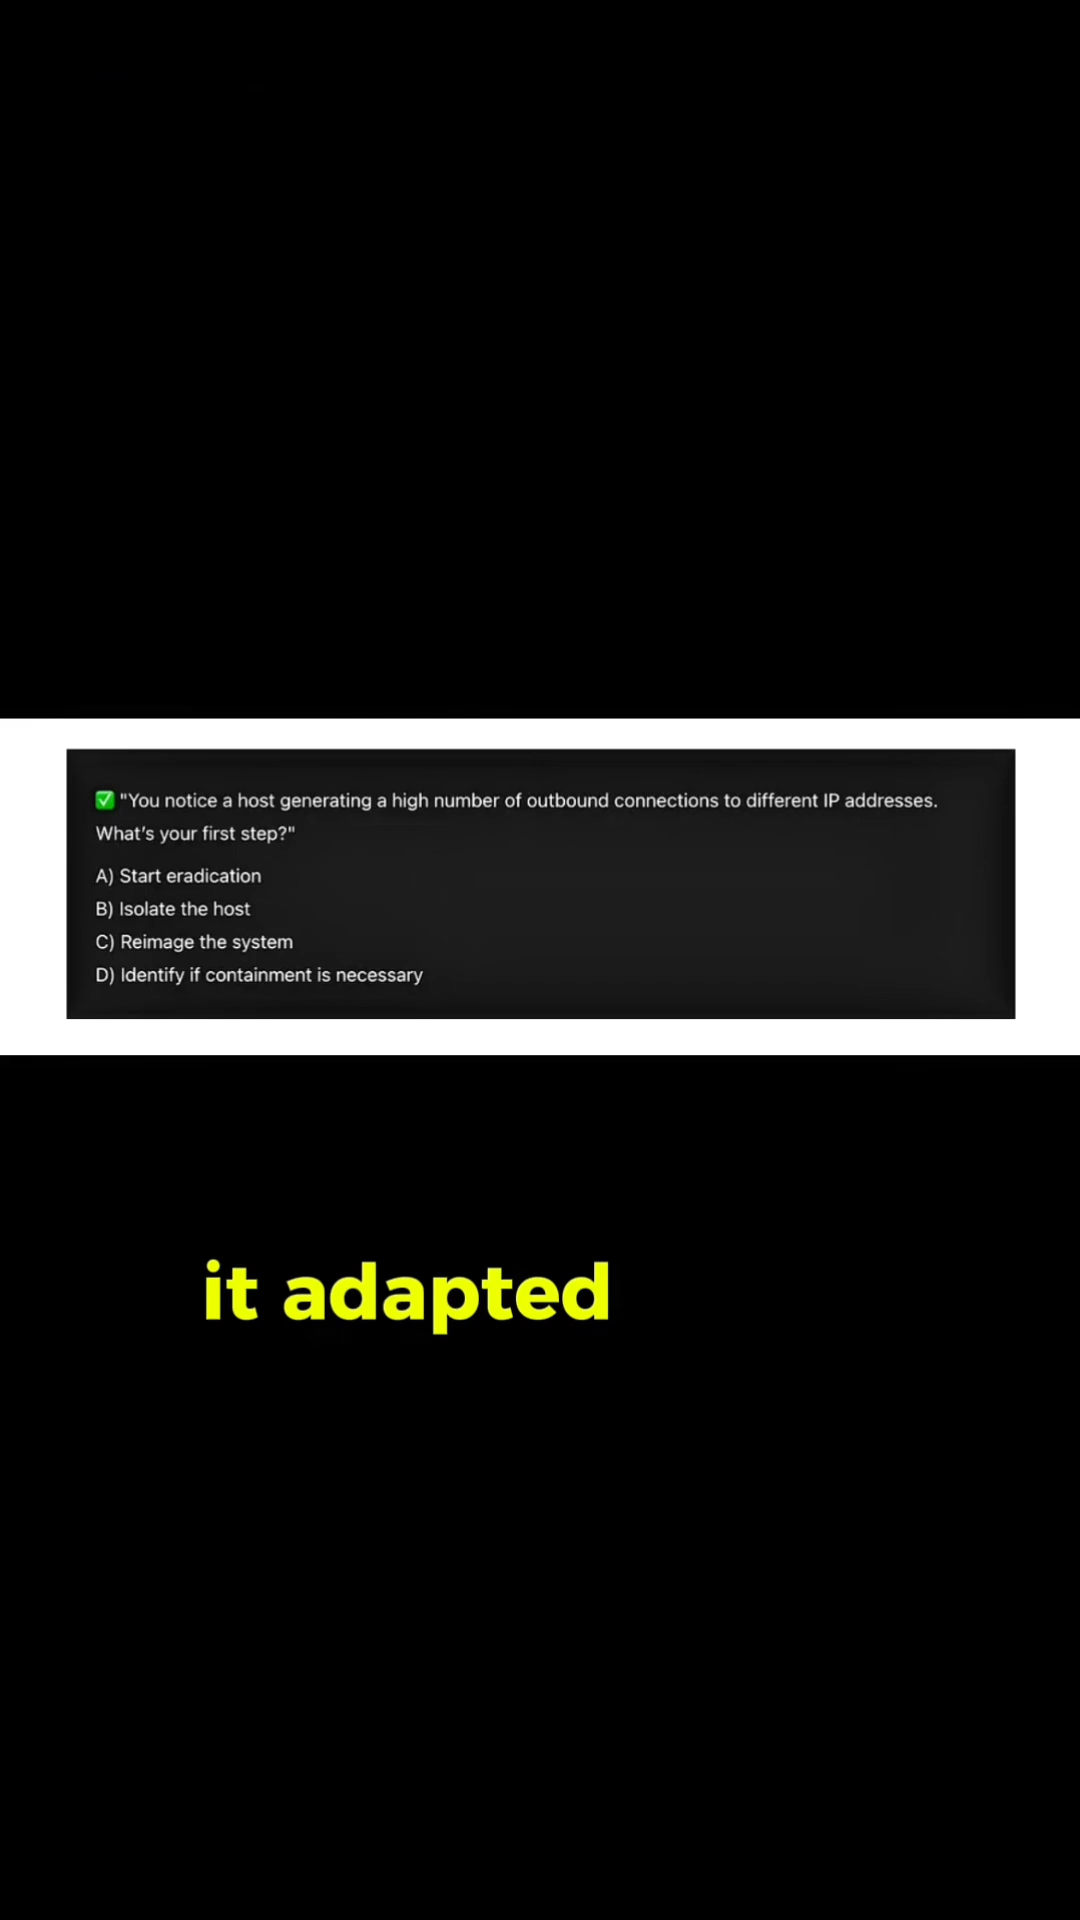 ✅ "You notice a host generating a high number of outbound connections to different IP addresses.
What's your first step?"
A) Start eradication
B) Isolate the host
C) Reimage the system
D) Identify if containment is necessary
it adapted